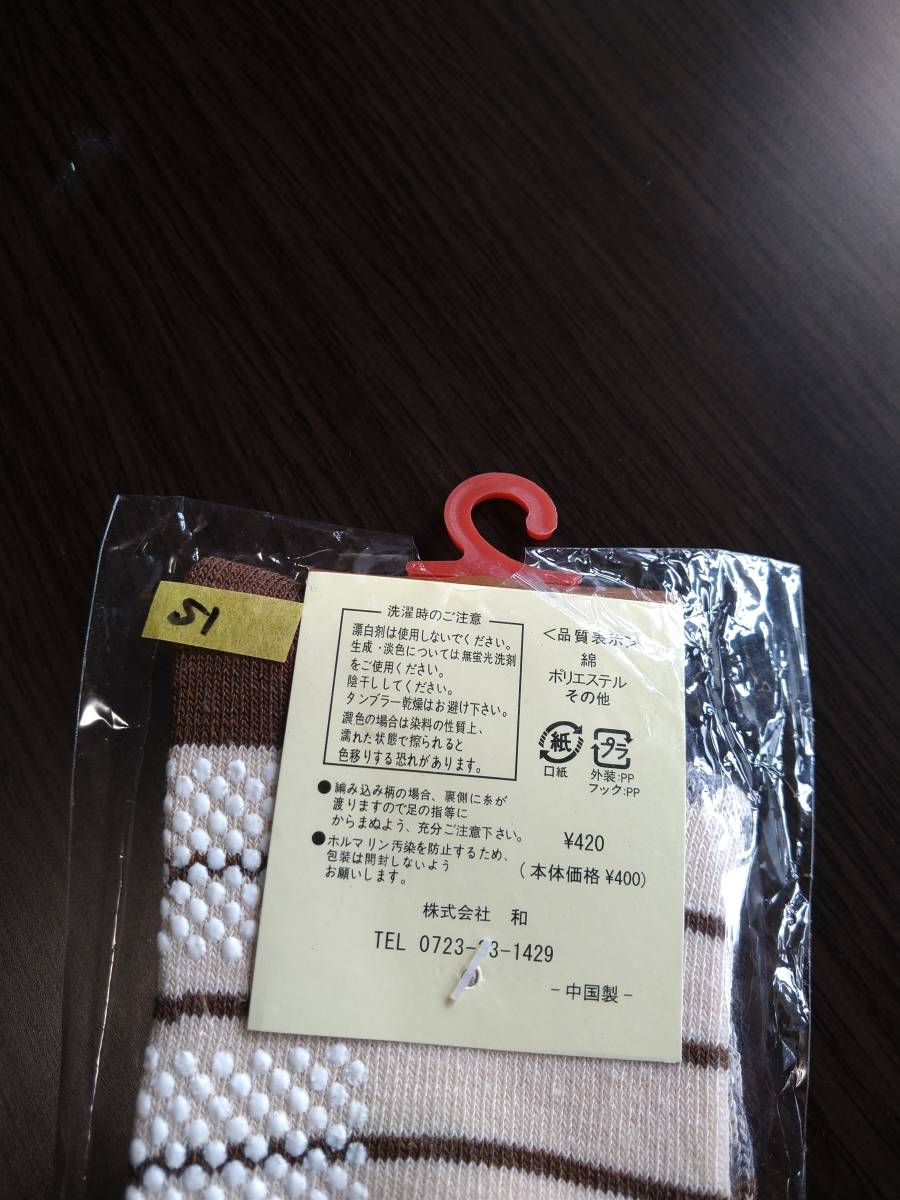 51
洗濯時のご注意
漂白剤は使用しないでください。
生成・淡色については無蛍光洗剤
をご使用ください。
陰干ししてください。
タンブラー乾燥はお避け下さい。
濃色の場合は染料の性質上、
濡れた状態で擦られると
色移りする恐れがあります。
●編み込み柄の場合、裏側に糸が
渡りますので足の指等に
からまぬよう、充分ご注意下さい。
●ホルマリン汚染を防止するため、
包装は開封しないよう
お願いします。
<品質表示>
綿
ポリエステル
その他
紙
プラ
口紙
外装:PP
フック:PP
¥420
(本体価格 ¥400)
株式会社 和
TEL 0723- 3-1429
-中国製-